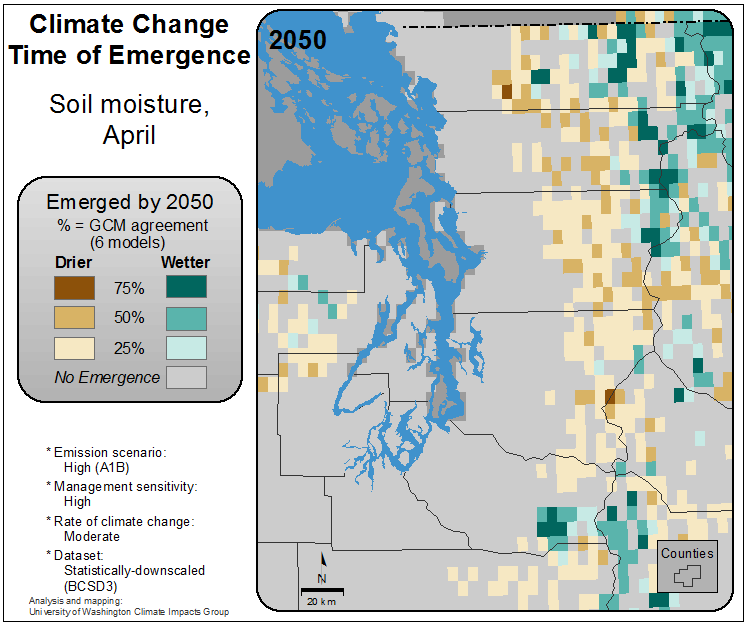 Climate Change
Time of Emergence
Soil moisture,
April
Emerged by 2050
% = GCM agreement
(6 models)
Drier Wetter
75%
50%
25%
No Emergence
* Emission scenario:
High (A1B)
* Management sensitivity:
High
* Rate of climate change:
Moderate
* Dataset:
Statistically-downscaled
(BCSD3)
Analysis and mapping:
University of Washington Climate Impacts Group
2050
N
20 km
Counties